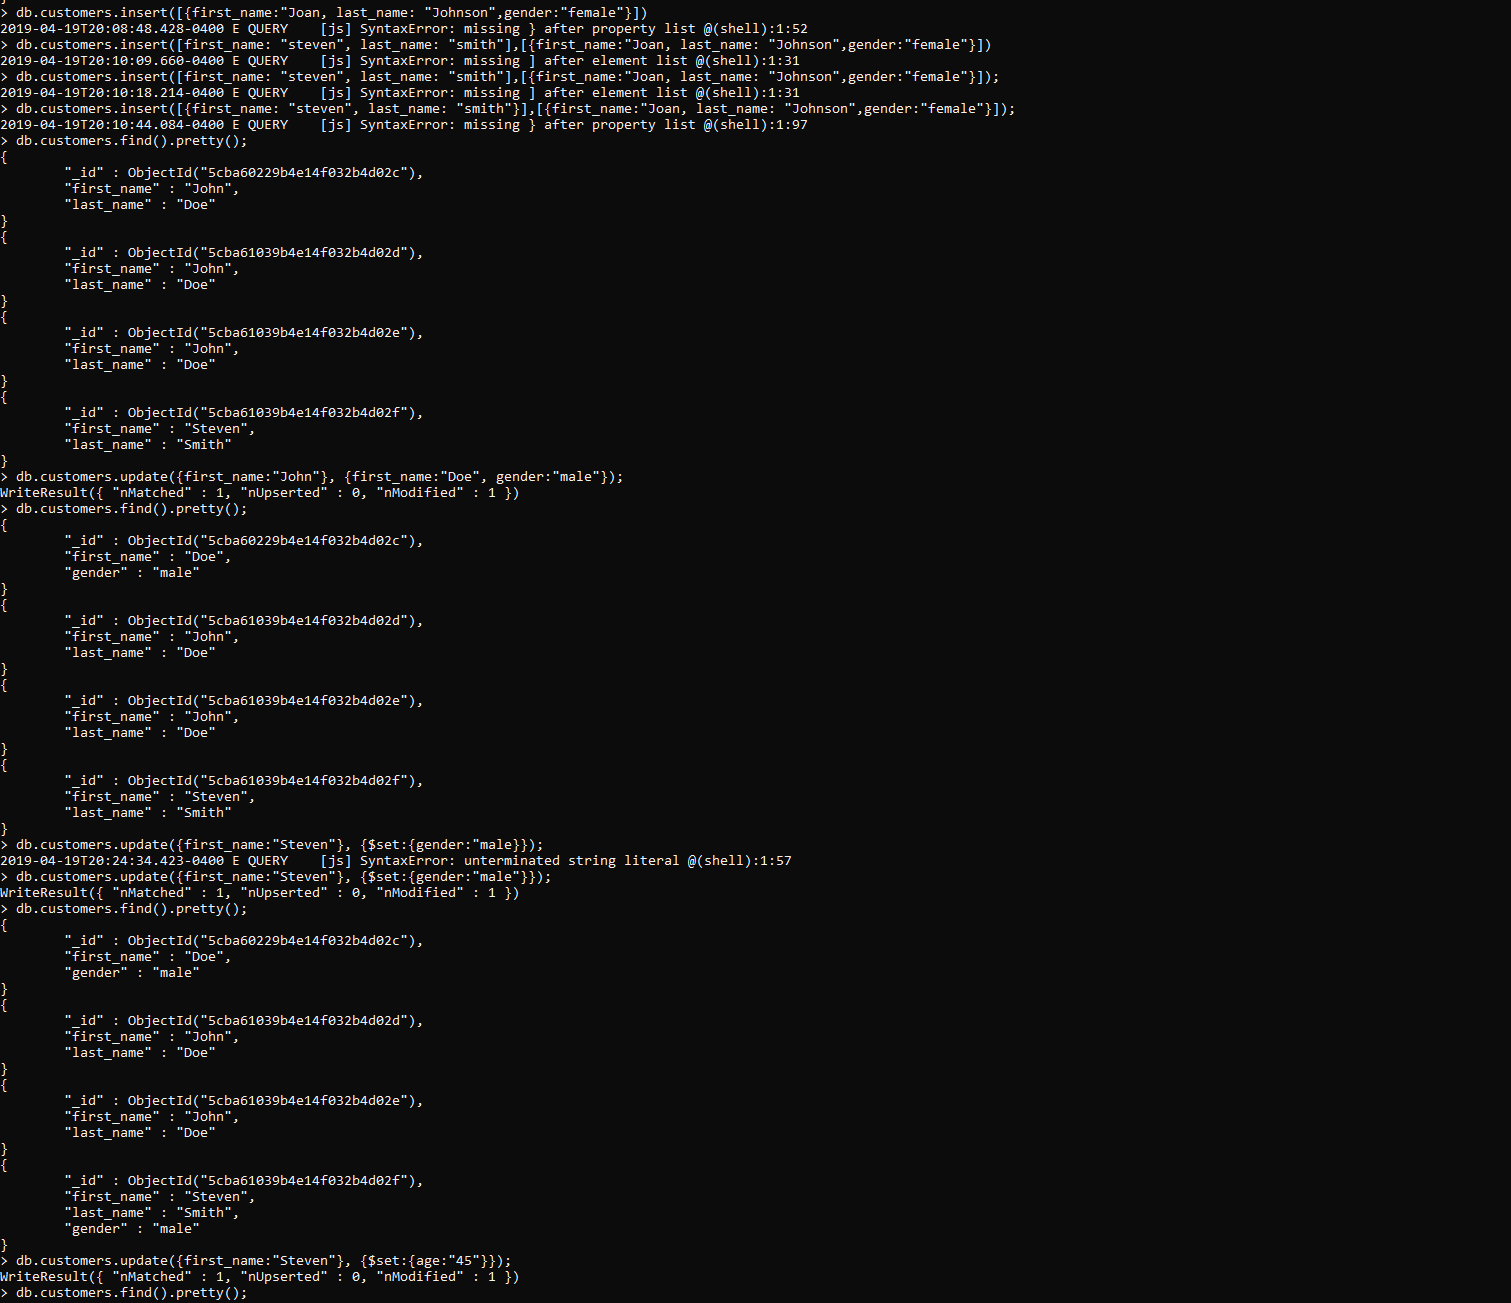 > db.customers.insert([{first_name:"Joan, last_name: "Johnson",gender:"female"}])
2019-04-19T20:08:48.428-0400 E QUERY    [js] SyntaxError: missing } after property list @(shell):1:52
> db.customers.insert([first_name: "steven", last_name: "smith"],[{first_name:"Joan, last_name: "Johnson",gender:"female"}])
2019-04-19T20:10:09.660-0400 E QUERY    [js] SyntaxError: missing ] after element list @(shell):1:31
> db.customers.insert([first_name: "steven", last_name: "smith"],[{first_name:"Joan, last_name: "Johnson",gender:"female"}]);
2019-04-19T20:10:18.214-0400 E QUERY    [js] SyntaxError: missing ] after element list @(shell):1:31
> db.customers.insert([{first_name: "steven", last_name: "smith"}],[{first_name:"Joan, last_name: "Johnson",gender:"female"}]);
2019-04-19T20:10:44.084-0400 E QUERY    [js] SyntaxError: missing } after property list @(shell):1:97
> db.customers.find().pretty();
{
        "_id" : ObjectId("5cba60229b4e14f032b4d02c"),
        "first_name" : "John",
        "last_name" : "Doe"
}
{
        "_id" : ObjectId("5cba61039b4e14f032b4d02d"),
        "first_name" : "John",
        "last_name" : "Doe"
}
{
        "_id" : ObjectId("5cba61039b4e14f032b4d02e"),
        "first_name" : "John",
        "last_name" : "Doe"
}
{
        "_id" : ObjectId("5cba61039b4e14f032b4d02f"),
        "first_name" : "Steven",
        "last_name" : "Smith"
}
> db.customers.update({first_name:"John"}, {first_name:"Doe", gender:"male"});
WriteResult({ "nMatched" : 1, "nUpserted" : 0, "nModified" : 1 })
> db.customers.find().pretty();
{
        "_id" : ObjectId("5cba60229b4e14f032b4d02c"),
        "first_name" : "Doe",
        "gender" : "male"
}
{
        "_id" : ObjectId("5cba61039b4e14f032b4d02d"),
        "first_name" : "John",
        "last_name" : "Doe"
}
{
        "_id" : ObjectId("5cba61039b4e14f032b4d02e"),
        "first_name" : "John",
        "last_name" : "Doe"
}
{
        "_id" : ObjectId("5cba61039b4e14f032b4d02f"),
        "first_name" : "Steven",
        "last_name" : "Smith"
}
> db.customers.update({first_name:"Steven"}, {$set:{gender:"male}});
2019-04-19T20:24:34.423-0400 E QUERY    [js] SyntaxError: unterminated string literal @(shell):1:57
> db.customers.update({first_name:"Steven"}, {$set:{gender:"male"}});
WriteResult({ "nMatched" : 1, "nUpserted" : 0, "nModified" : 1 })
> db.customers.find().pretty();
{
        "_id" : ObjectId("5cba60229b4e14f032b4d02c"),
        "first_name" : "Doe",
        "gender" : "male"
}
{
        "_id" : ObjectId("5cba61039b4e14f032b4d02d"),
        "first_name" : "John",
        "last_name" : "Doe"
}
{
        "_id" : ObjectId("5cba61039b4e14f032b4d02e"),
        "first_name" : "John",
        "last_name" : "Doe"
}
{
        "_id" : ObjectId("5cba61039b4e14f032b4d02f"),
        "first_name" : "Steven",
        "last_name" : "Smith",
        "gender" : "male"
}
> db.customers.update({first_name:"Steven"}, {$set:{age:"45"}});
WriteResult({ "nMatched" : 1, "nUpserted" : 0, "nModified" : 1 })
> db.customers.find().pretty();